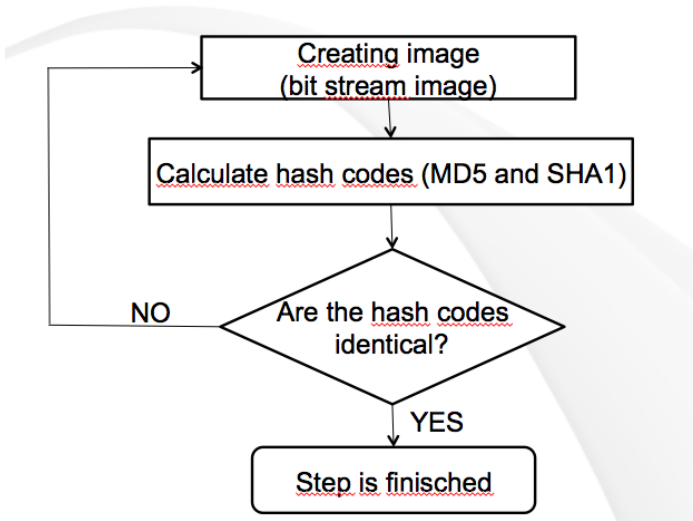 Creating image
(bit stream image)
Calculate hash codes (MD5 and SHA1)
NO
Are the hash codes
identical?
YES
Step is finisched